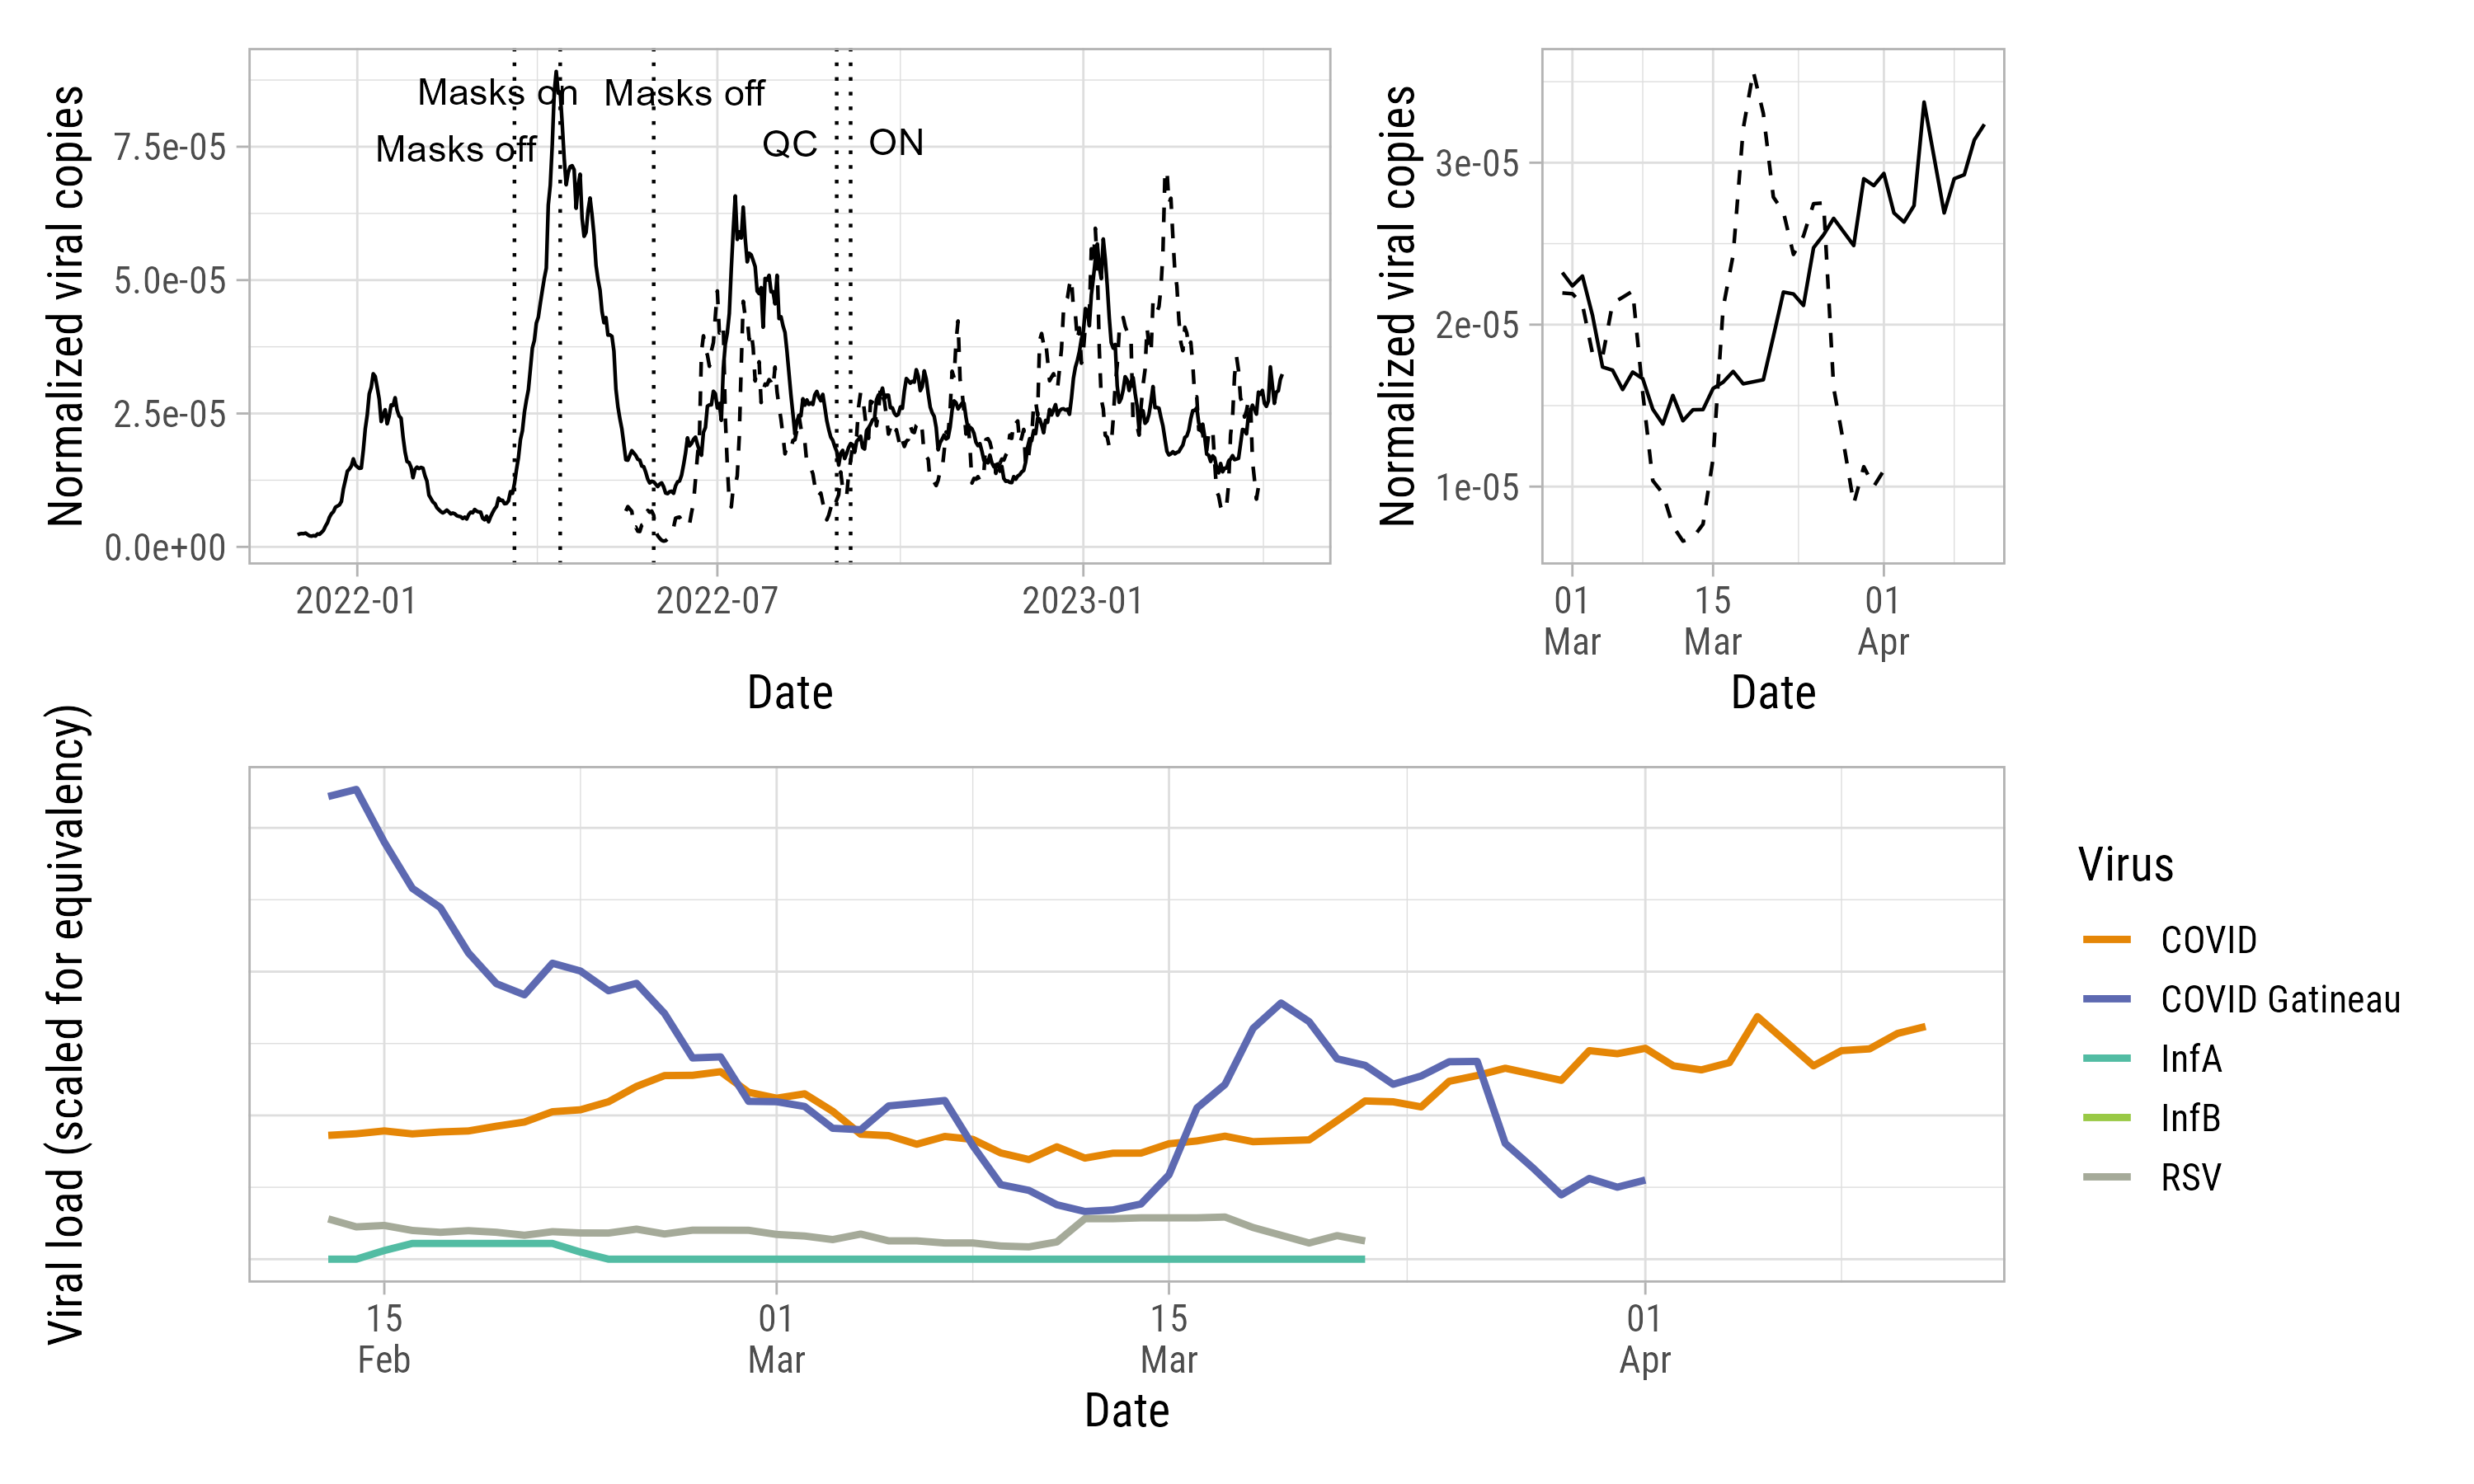 Normalized viral copies
7.5e-05
5.0e-05
2.5e-05
0.0e+00
Masks on
Masks off
Masks off
QC
ON
2022-01
2022-07
2023-01
Date
Normalized viral copies
3e-05
2e-05
1e-05
01
Mar
15
Mar
01
Apr
Date
Viral load (scaled for equivalency)
15
Feb
01
Mar
15
Mar
01
Apr
Date
Virus
COVID
COVID Gatineau
InfA
InfB
RSV